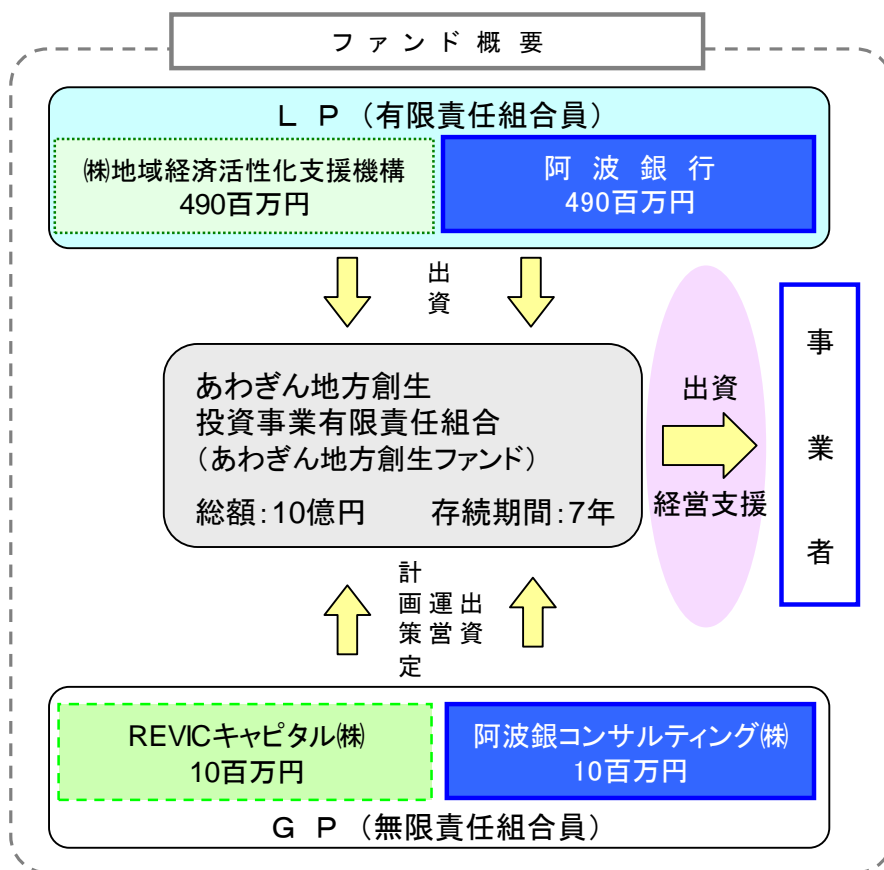 ファンド概要
ＬＰ（有限責任組合員）
㈱地域経済活性化支援機構
490百万円
阿波銀行
490百万円
出資
あわぎん地方創生
投資事業有限責任組合
（あわぎん地方創生ファンド）
総額：10億円　存続期間：7年
出資
経営支援
事業者
出資
運営
計画策定
REVICキャピタル㈱
10百万円
阿波銀コンサルティング㈱
10百万円
ＧＰ（無限責任組合員）